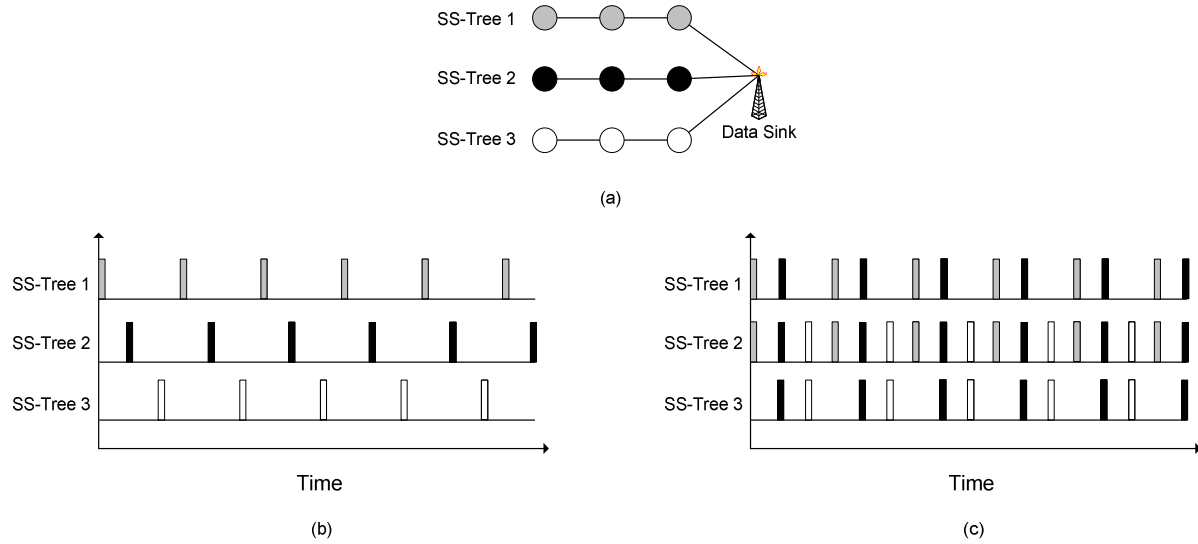 SS-Tree 1
SS-Tree 2
SS-Tree 3
Data Sink
(a)
SS-Tree 1
SS-Tree 2
SS-Tree 3
Time
(b)
SS-Tree 1
SS-Tree 2
SS-Tree 3
Time
(c)